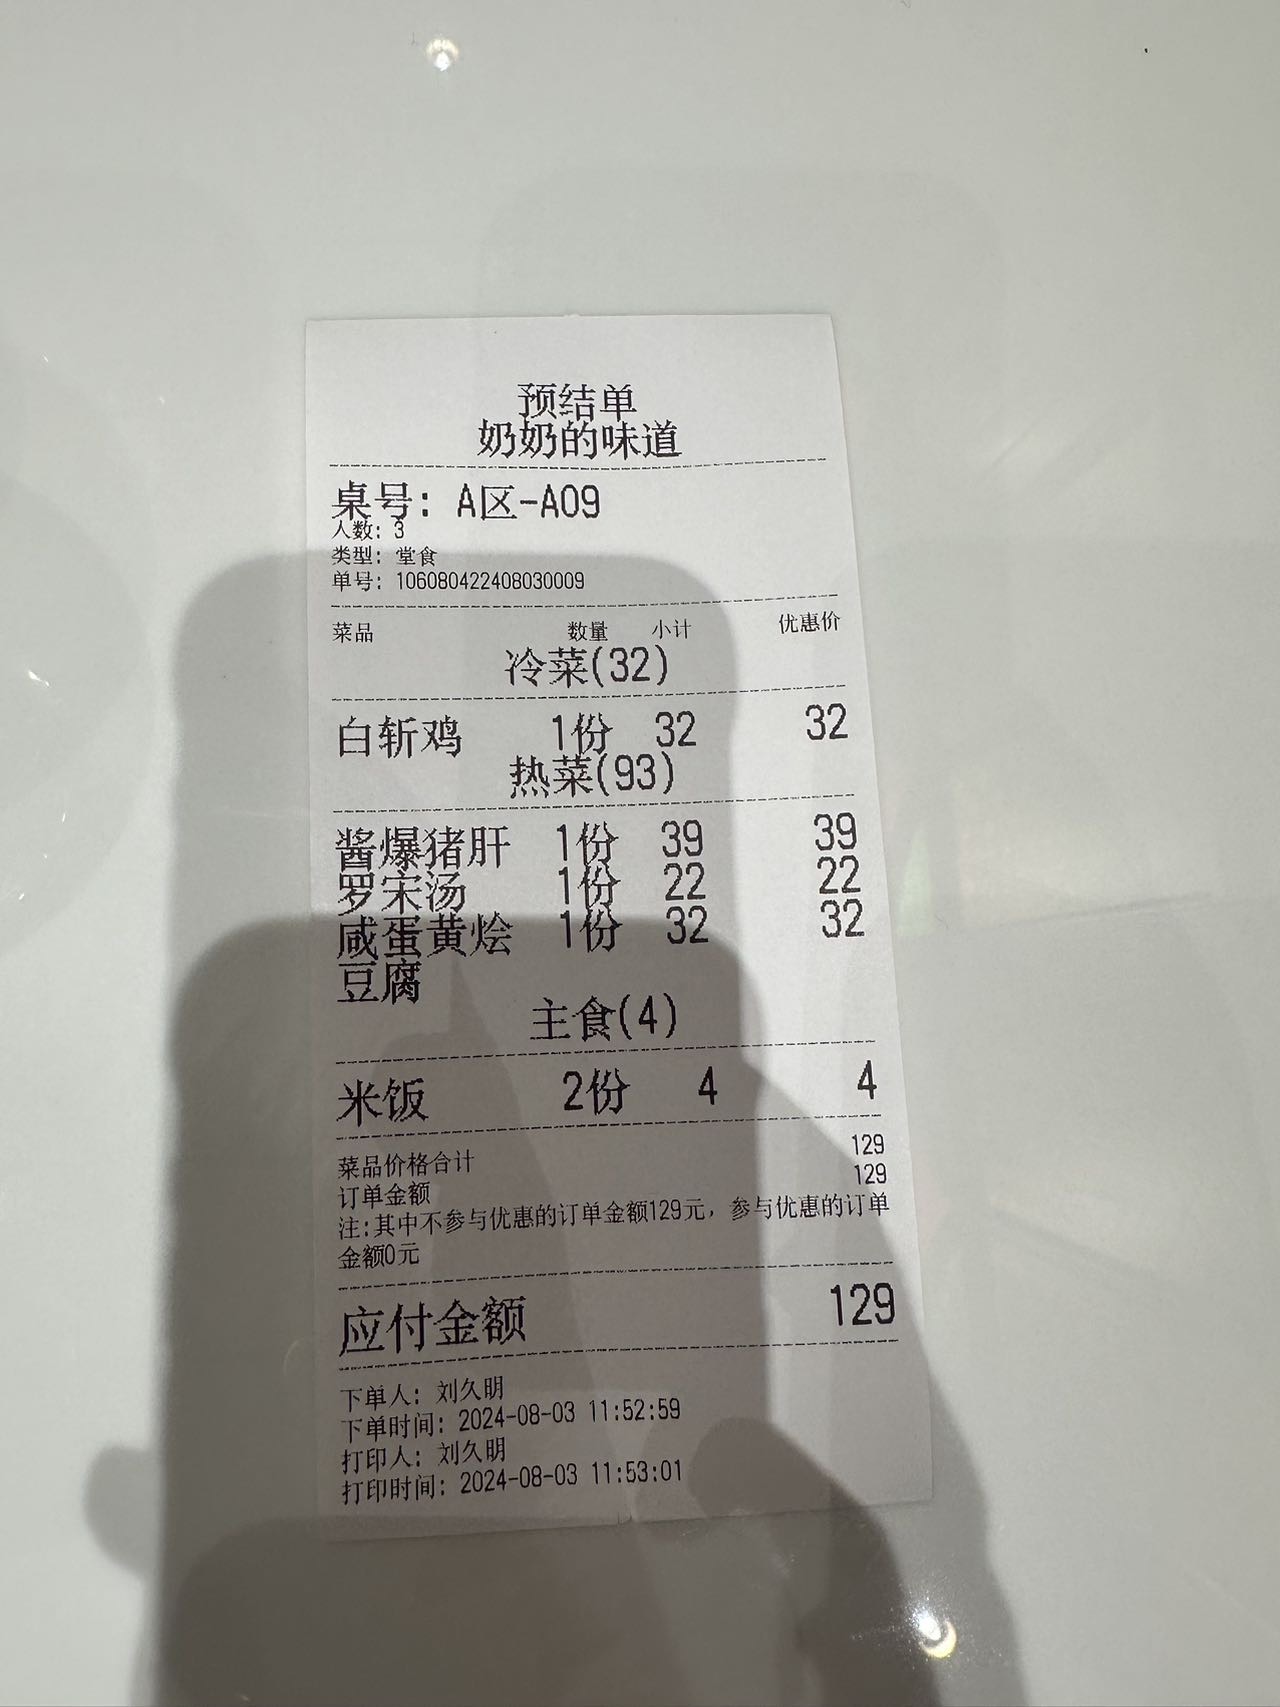 预结单
奶奶的味道
桌号: A区-A09
人数: 3
类型: 堂食
单号: 106080422408030009
菜品 数量 小计 优惠价
冷菜(32)
白斩鸡 1份 32 32
热菜(93)
酱爆猪肝 1份 39 39
罗宋汤 1份 22 22
咸蛋黄烩 1份 32 32
豆腐
主食(4)
米饭 2份 4 4
菜品价格合计 129
订单金额 129
注:其中不参与优惠的订单金额129元, 参与优惠的订单
金额0元
应付金额 129
下单人: 刘久明
下单时间: 2024-08-03 11:52:59
打印人: 刘久明
打印时间: 2024-08-03 11:53:01